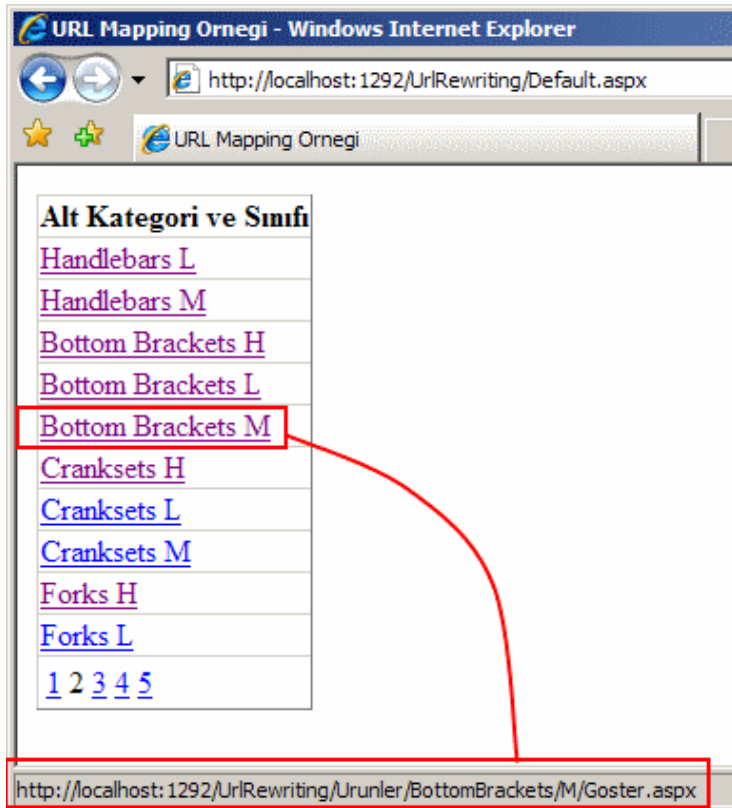 URL Mapping Ornegi - Windows Internet Explorer
http://localhost:1292/UrlRewriting/Default.aspx
URL Mapping Ornegi
Alt Kategori ve Sınıfı
Handlebars L
Handlebars M
Bottom Brackets H
Bottom Brackets L
Bottom Brackets M
Cranksets H
Cranksets L
Cranksets M
Forks H
Forks L
1 2 3 4 5
http://localhost:1292/UrlRewriting/Urunler/BottomBrackets/M/Goster.aspx